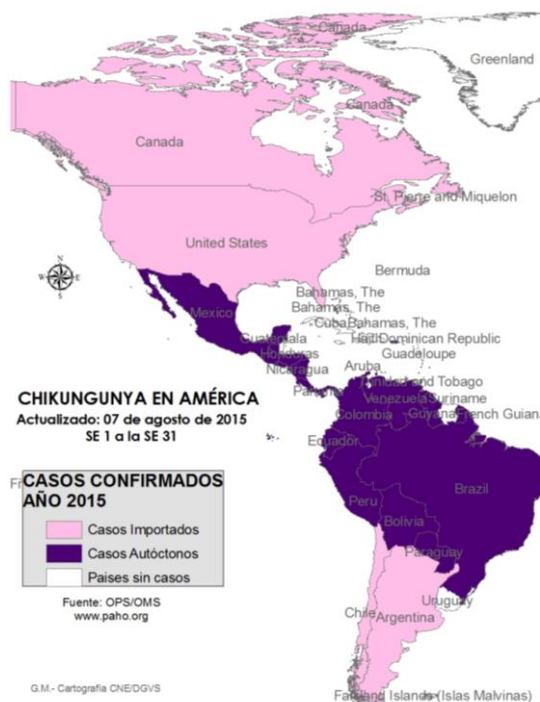 Canada
Greenland
Canada
Canada
St. Pierre and Miquelon
United States
Bermuda
Bahamas, The
Mexico
Bahamas, The
Cuba
Bahamas, The
Guatemala
Haiti
Dominican Republic
Honduras
Guadeloupe
Nicaragua
Aruba
Trinidad and Tobago
CHIKUNGUNYA EN AMÉRICA
Venezuela
Suriname
Actualizado: 07 de agosto de 2015
Colombia
Guyana
French Guiana
SE 1 a la SE 31
Ecuador
CASOS CONFIRMADOS
AÑO 2015
Brazil
Peru
Casos Importados
Bolivia
Casos Autóctonos
Paraguay
Paises sin casos
Uruguay
Fuente: OPS/OMS
Chile
Argentina
www.paho.org
G.M.- Cartografía CNE/DGVS
(Islas Malvinas)